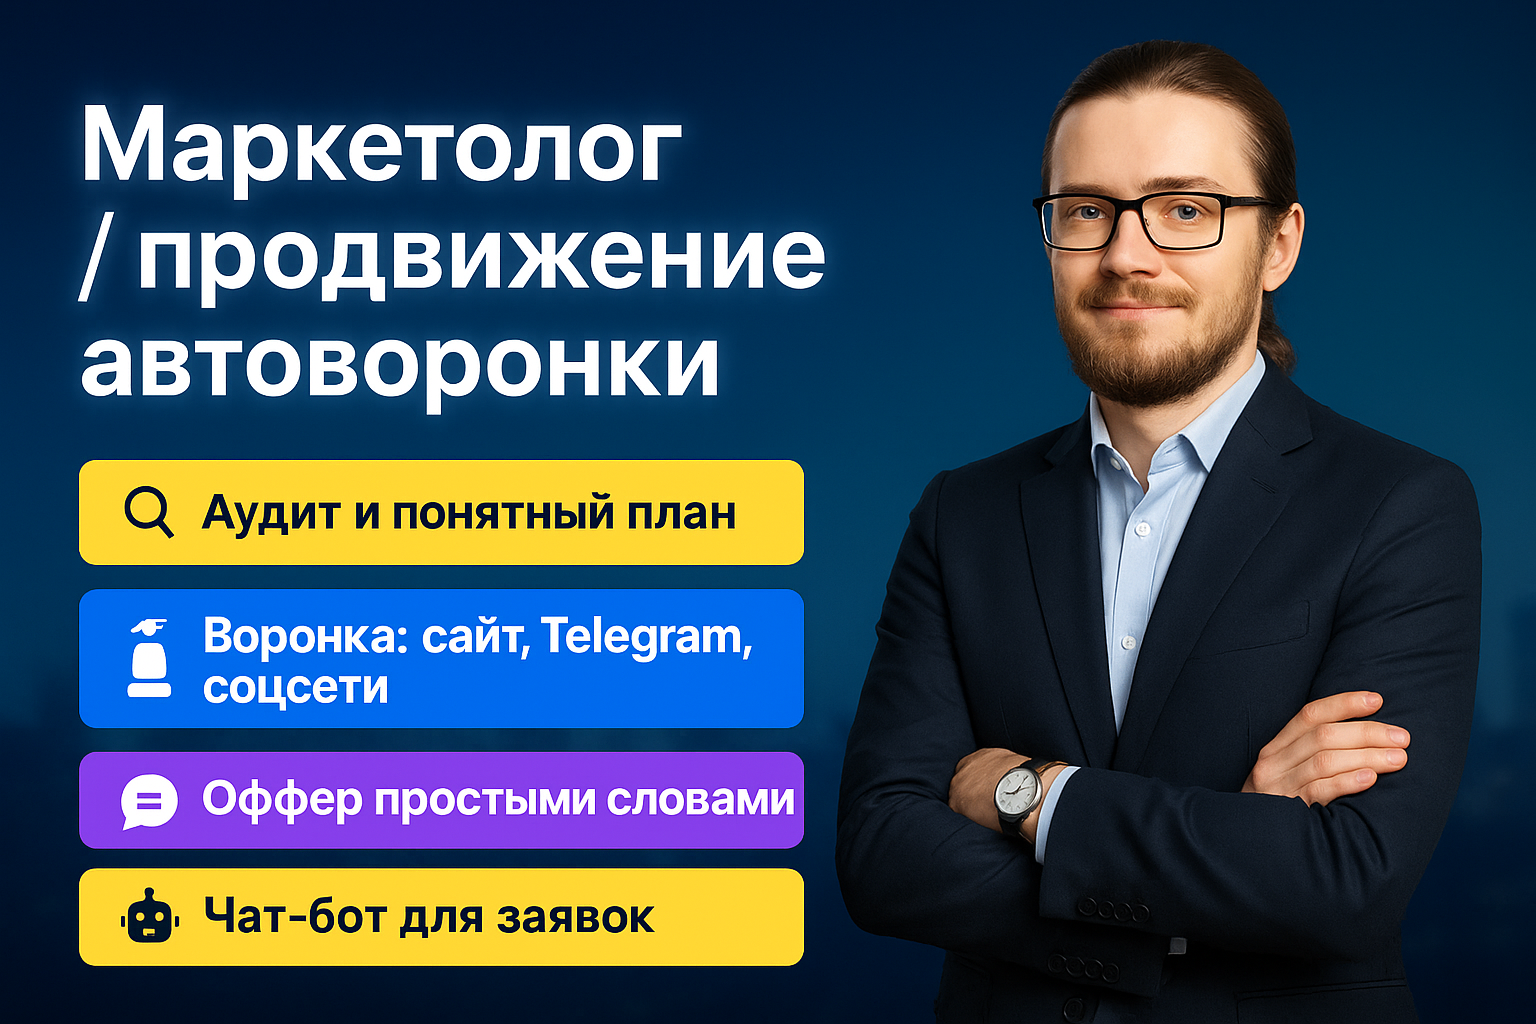 Маркетолог
/ продвижение
автоворонки
Аудит и понятный план
Воронка: сайт, Telegram,
соцсети
Оффер простыми словами
Чат-бот для заявок